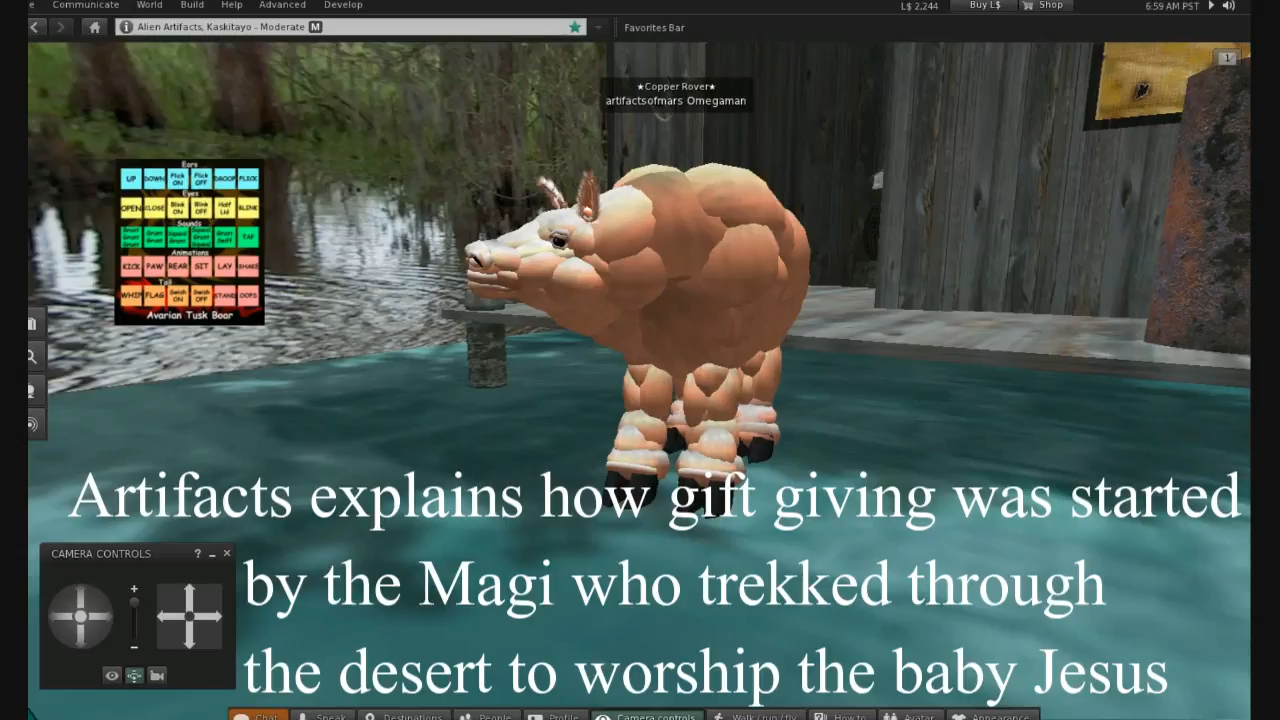 e Communicate World Build Help Advanced Develop L$ 2,244 Buy L$ Shop 6:59 AM PST
Alien Artifacts, Kaskitayo - Moderate M
Favorites Bar
1
★Copper Rover★
artifactsofmars Omegaman
Ears
UP DOWN Flick ON Flick OFF DROOP FLICK
Eyes
OPEN CLOSE Blink ON Blink OFF Half Lid BLINK
Sounds
TAF
Animations
KICK PAW REAR SIT LAY SHAKE
Tail
WHIP FLAG Swish ON Swish OFF STAND OOPS
Avarian Tusk Boar
Artifacts explains how gift giving was started
by the Magi who trekked through
the desert to worship the baby Jesus
CAMERA CONTROLS ? _ ×
+
−
Chat Speak Destinations People Profile Camera controls Walk / run / fly How to Avatar Appearance